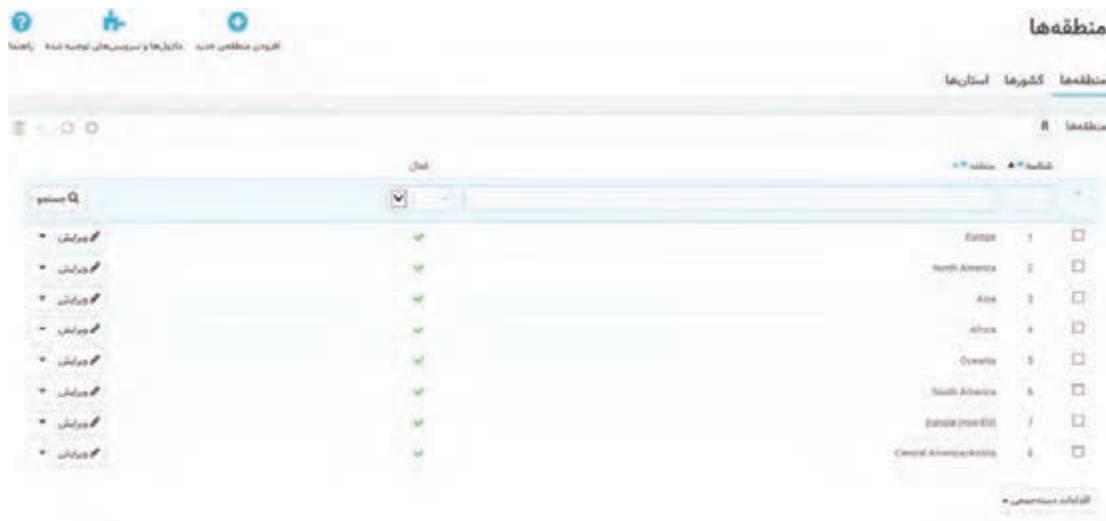 منطقه‌ها
افزودن منطقه‌ی جدید ماژول‌ها و سرویس‌های توصیه شده راهنما
منطقه‌ها کشورها استان‌ها
منطقه‌ها 8
شناسه منطقه فعال
- - جستجو
1 Europe ویرایش
2 North America ویرایش
3 Asia ویرایش
4 Africa ویرایش
5 Oceania ویرایش
6 South America ویرایش
7 Europe (non-EU) ویرایش
8 Central America/Antilla ویرایش
اقدامات دسته‌جمعی